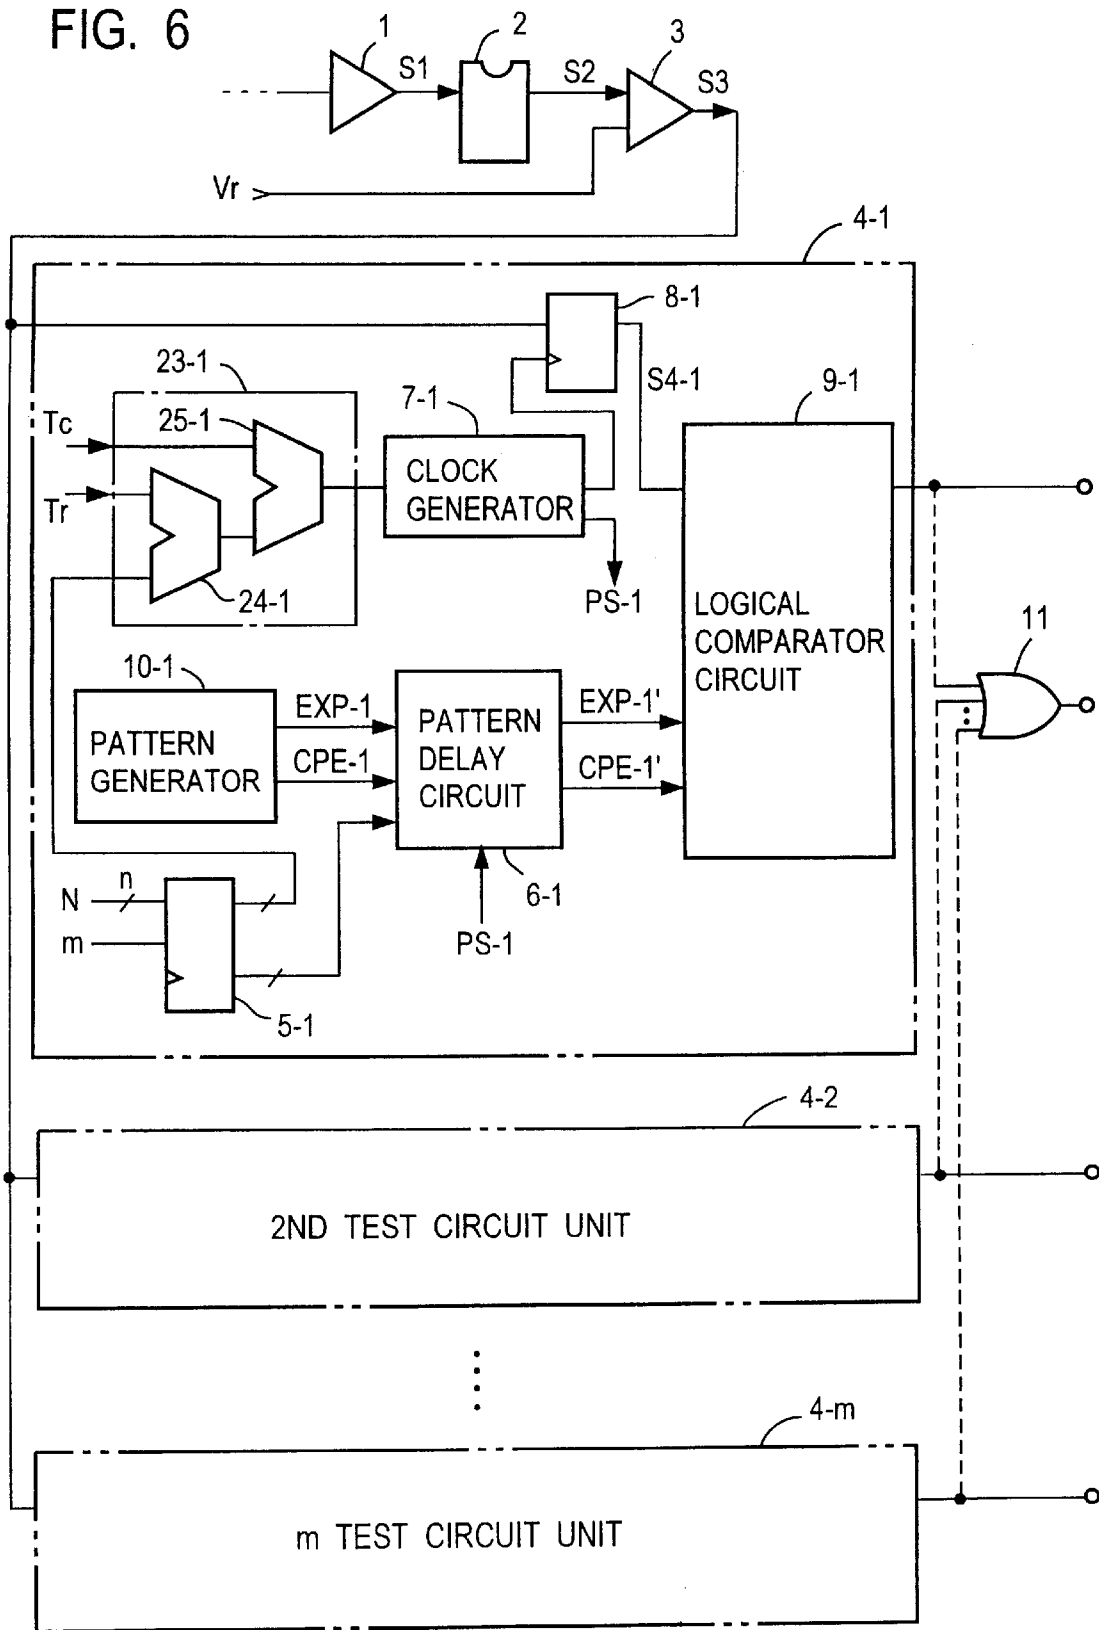 FIG. 6
1
2
3
S1
S2
S3
Vr
4-1
8-1
23-1
S4-1
9-1
7-1
Tc
25-1
CLOCK
GENERATOR
Tr
24-1
PS-1
LOGICAL
COMPARATOR
CIRCUIT
11
10-1
EXP-1
EXP-1'
PATTERN
GENERATOR
PATTERN
DELAY
CIRCUIT
CPE-1
CPE-1'
N
n
6-1
m
PS-1
5-1
4-2
2ND TEST CIRCUIT UNIT
4-m
m TEST CIRCUIT UNIT